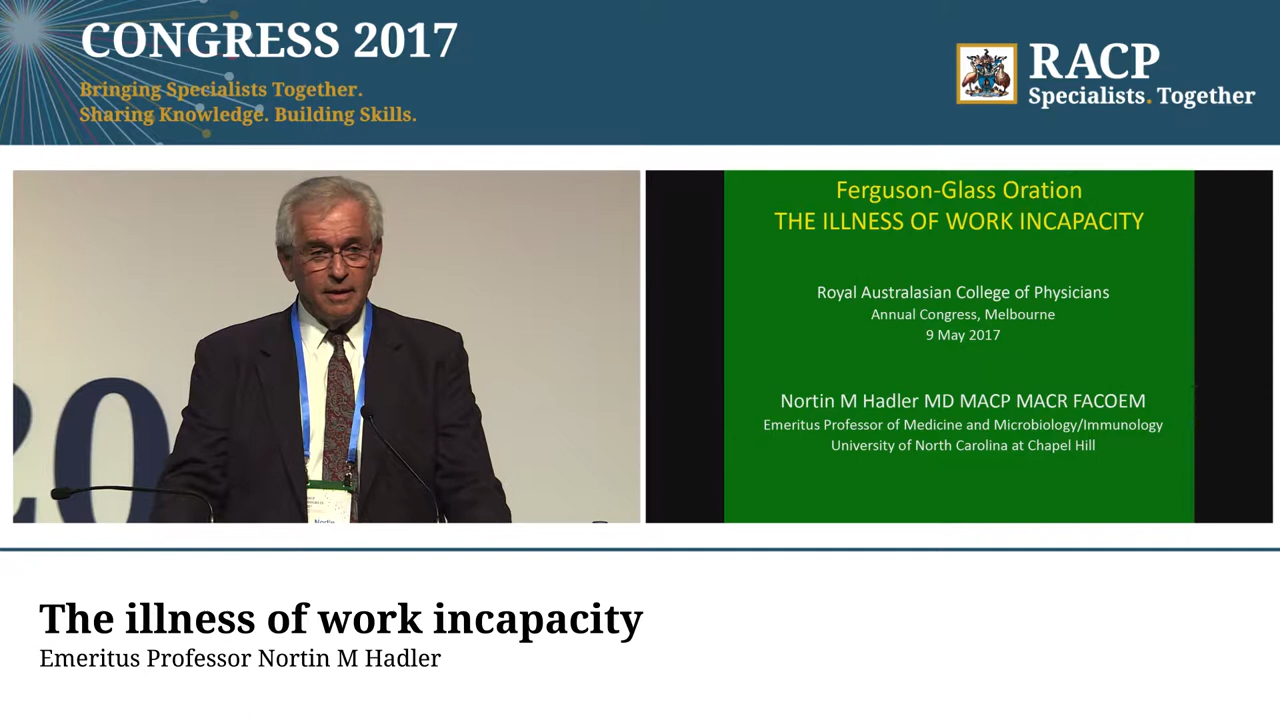 CONGRESS 2017
Bringing Specialists Together.
Sharing Knowledge. Building Skills.
RACP
Specialists. Together
20
Ferguson-Glass Oration
THE ILLNESS OF WORK INCAPACITY
Royal Australasian College of Physicians
Annual Congress, Melbourne
9 May 2017
Nortin M Hadler MD MACP MACR FACOEM
Emeritus Professor of Medicine and Microbiology/Immunology
University of North Carolina at Chapel Hill
The illness of work incapacity
Emeritus Professor Nortin M Hadler